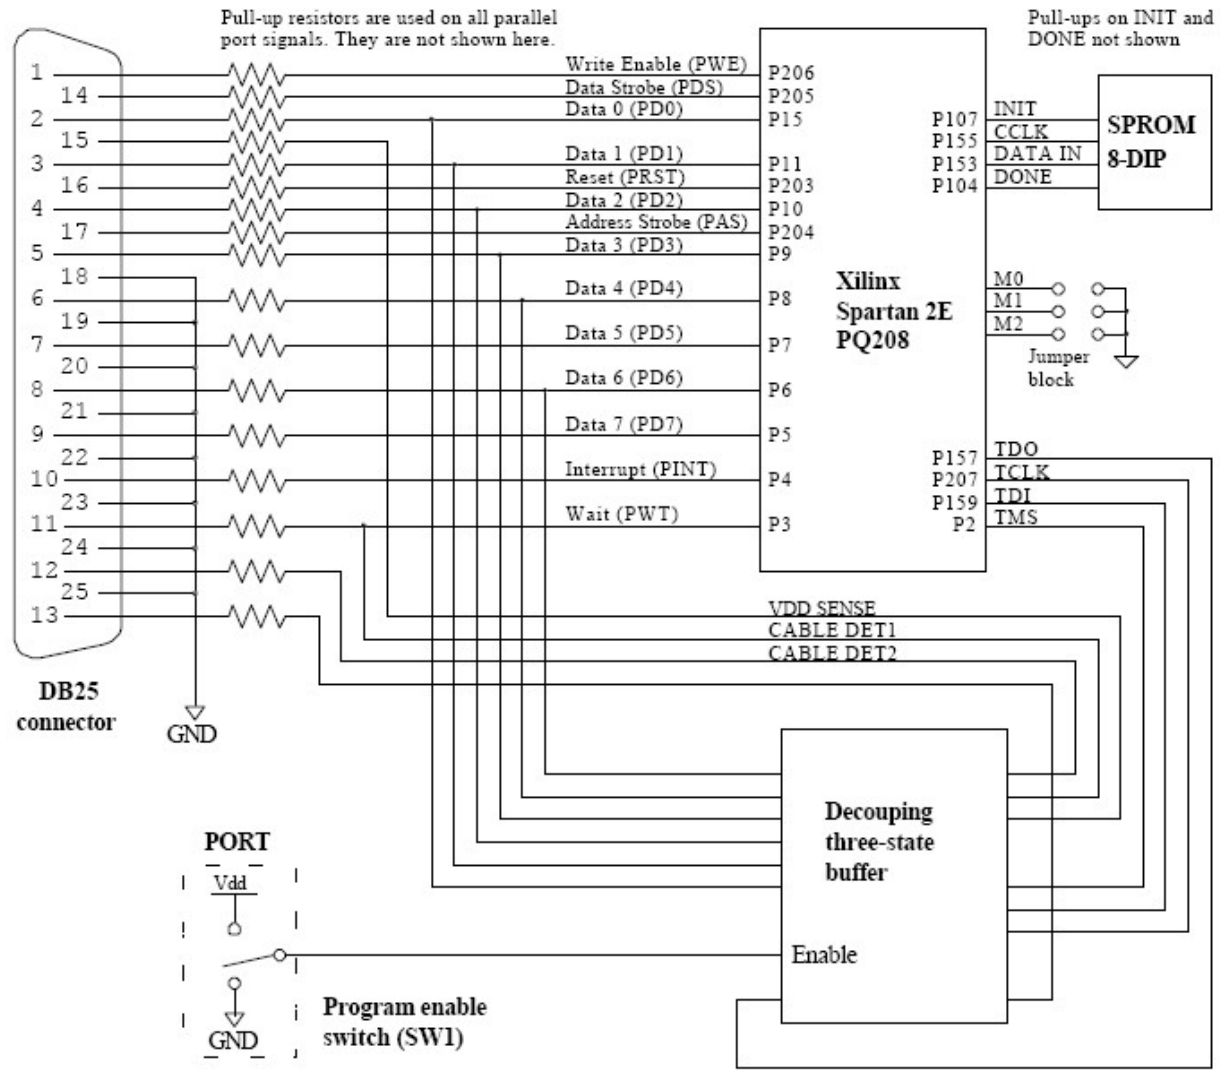 Pull-up resistors are used on all parallel
port signals. They are not shown here.
Pull-ups on INIT and
DONE not shown
1
14
2
15
3
16
4
17
5
18
6
19
7
20
8
21
9
22
10
23
11
24
12
25
13
DB25
connector
GND
Write Enable (PWE)
Data Strobe (PDS)
Data 0 (PD0)
Data 1 (PD1)
Reset (PRST)
Data 2 (PD2)
Address Strobe (PAS)
Data 3 (PD3)
Data 4 (PD4)
Data 5 (PD5)
Data 6 (PD6)
Data 7 (PD7)
Interrupt (PINT)
Wait (PWT)
P206
P205
P15
P11
P203
P10
P204
P9
P8
P7
P6
P5
P4
P3
Xilinx
Spartan 2E
PQ208
P107
P155
P153
P104
INIT
CCLK
DATA IN
DONE
SPROM
8-DIP
M0
M1
M2
Jumper
block
P157
P207
P159
P2
TDO
TCLK
TDI
TMS
VDD SENSE
CABLE DET1
CABLE DET2
Decouping
three-state
buffer
Enable
PORT
Vdd
GND
Program enable
switch (SW1)